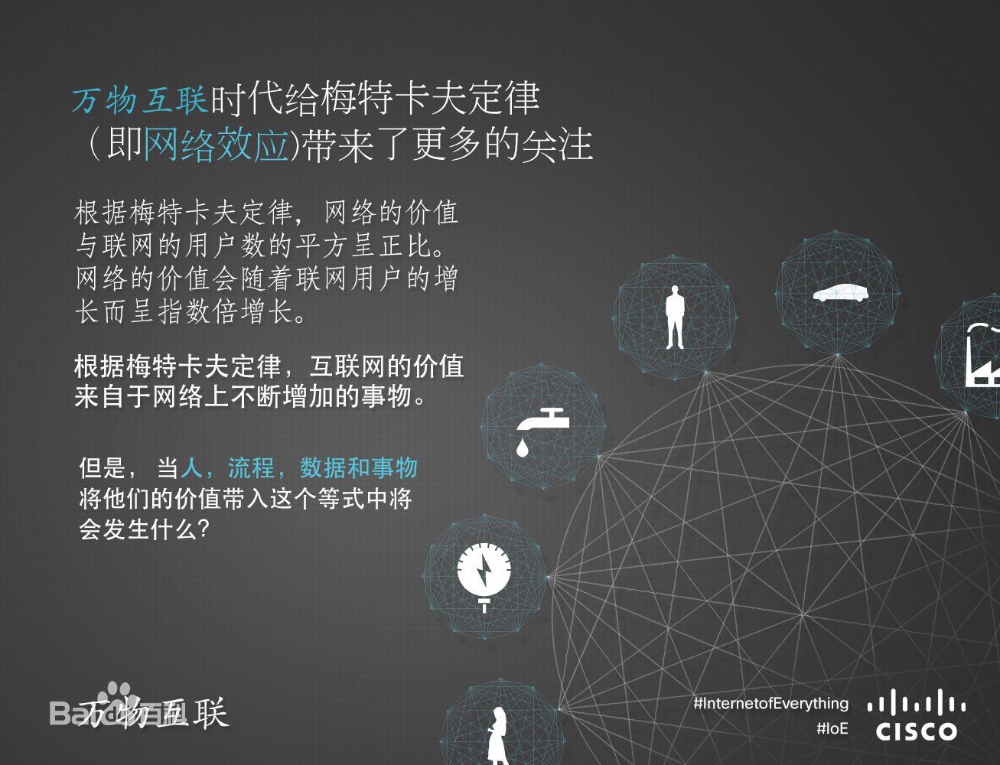 万物互联时代给梅特卡夫定律
（即网络效应)带来了更多的关注
根据梅特卡夫定律，网络的价值
与联网的用户数的平方呈正比。
网络的价值会随着联网用户的增
长而呈指数倍增长。
根据梅特卡夫定律，互联网的价值
来自于网络上不断增加的事物。
但是，当人，流程，数据和事物
将他们的价值带入这个等式中将
会发生什么?
万物互联
Baidu百科
#InternetofEverything
#IoE
CISCO